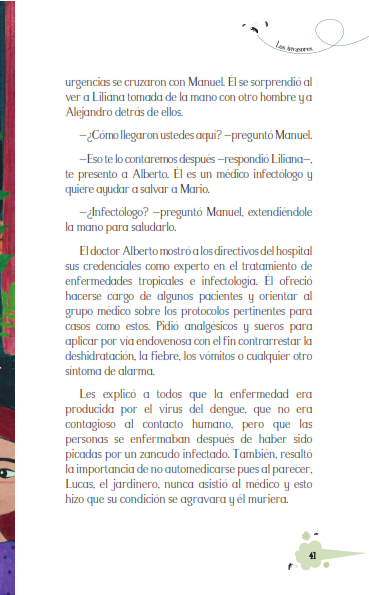 Los invasores
urgencias se cruzaron con Manuel. Él se sorprendió al
ver a Liliana tomada de la mano con otro hombre y a
Alejandro detrás de ellos.
—¿Cómo llegaron ustedes aquí? —preguntó Manuel.
—Eso te lo contaremos después —respondió Liliana—,
te presento a Alberto. Él es un médico infectólogo y
quiere ayudar a salvar a Mario.
—¿Infectólogo? —preguntó Manuel, extendiéndole
la mano para saludarlo.
El doctor Alberto mostró a los directivos del hospital
sus credenciales como experto en el tratamiento de
enfermedades tropicales e infectología. El ofreció
hacerse cargo de algunos pacientes y orientar al
grupo médico sobre los protocolos pertinentes para
casos como estos. Pidió analgésicos y sueros para
aplicar por vía endovenosa con el fin contrarrestar la
deshidratación, la fiebre, los vómitos o cualquier otro
síntoma de alarma.
Les explicó a todos que la enfermedad era
producida por el virus del dengue, que no era
contagioso al contacto humano, pero que las
personas se enfermaban después de haber sido
picadas por un zancudo infectado. También, resaltó
la importancia de no automedicarse pues al parecer,
Lucas, el jardinero, nunca asistió al médico y esto
hizo que su condición se agravara y él muriera.
41